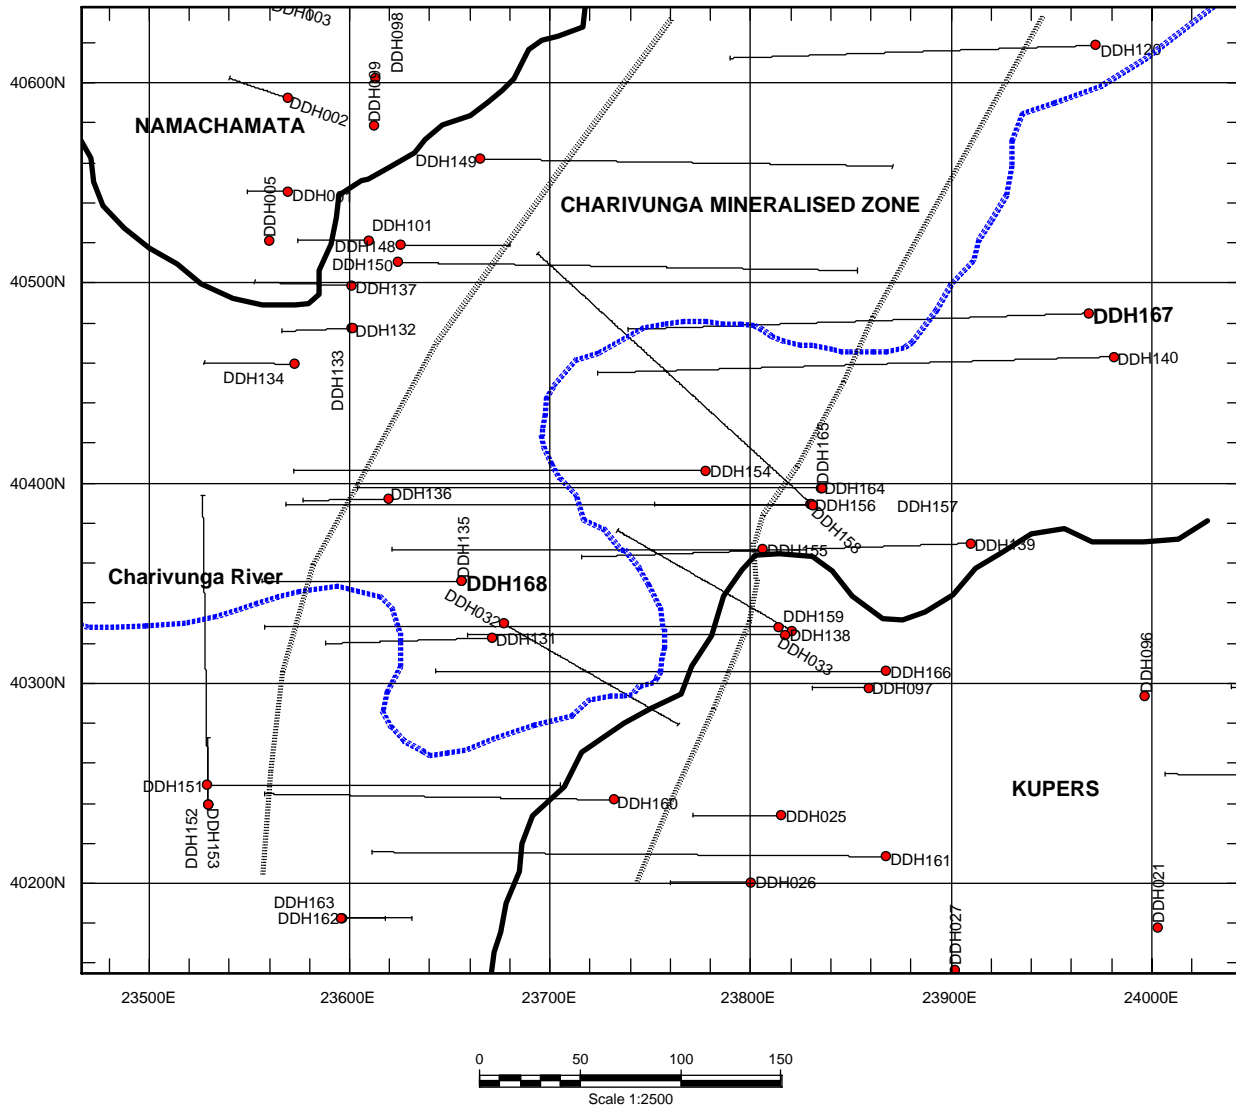 DDH003
DDH098
DDH120
40600N
DDH099
DDH002
NAMACHAMATA
DDH149
DDH001
DDH005
CHARIVUNGA MINERALISED ZONE
DDH101
DDH148
DDH150
40500N
DDH137
DDH167
DDH132
DDH133
DDH140
DDH134
DDH154
DDH165
40400N
DDH136
DDH164
DDH156
DDH157
DDH158
DDH135
DDH155
DDH139
Charivunga River
DDH168
DDH032
DDH159
DDH131
DDH138
DDH033
DDH096
40300N
DDH166
DDH097
DDH151
DDH160
KUPERS
DDH152
DDH153
DDH025
DDH161
40200N
DDH026
DDH021
DDH163
DDH162
DDH027
23500E
23600E
23700E
23800E
23900E
24000E
0 50 100 150
Scale 1:2500